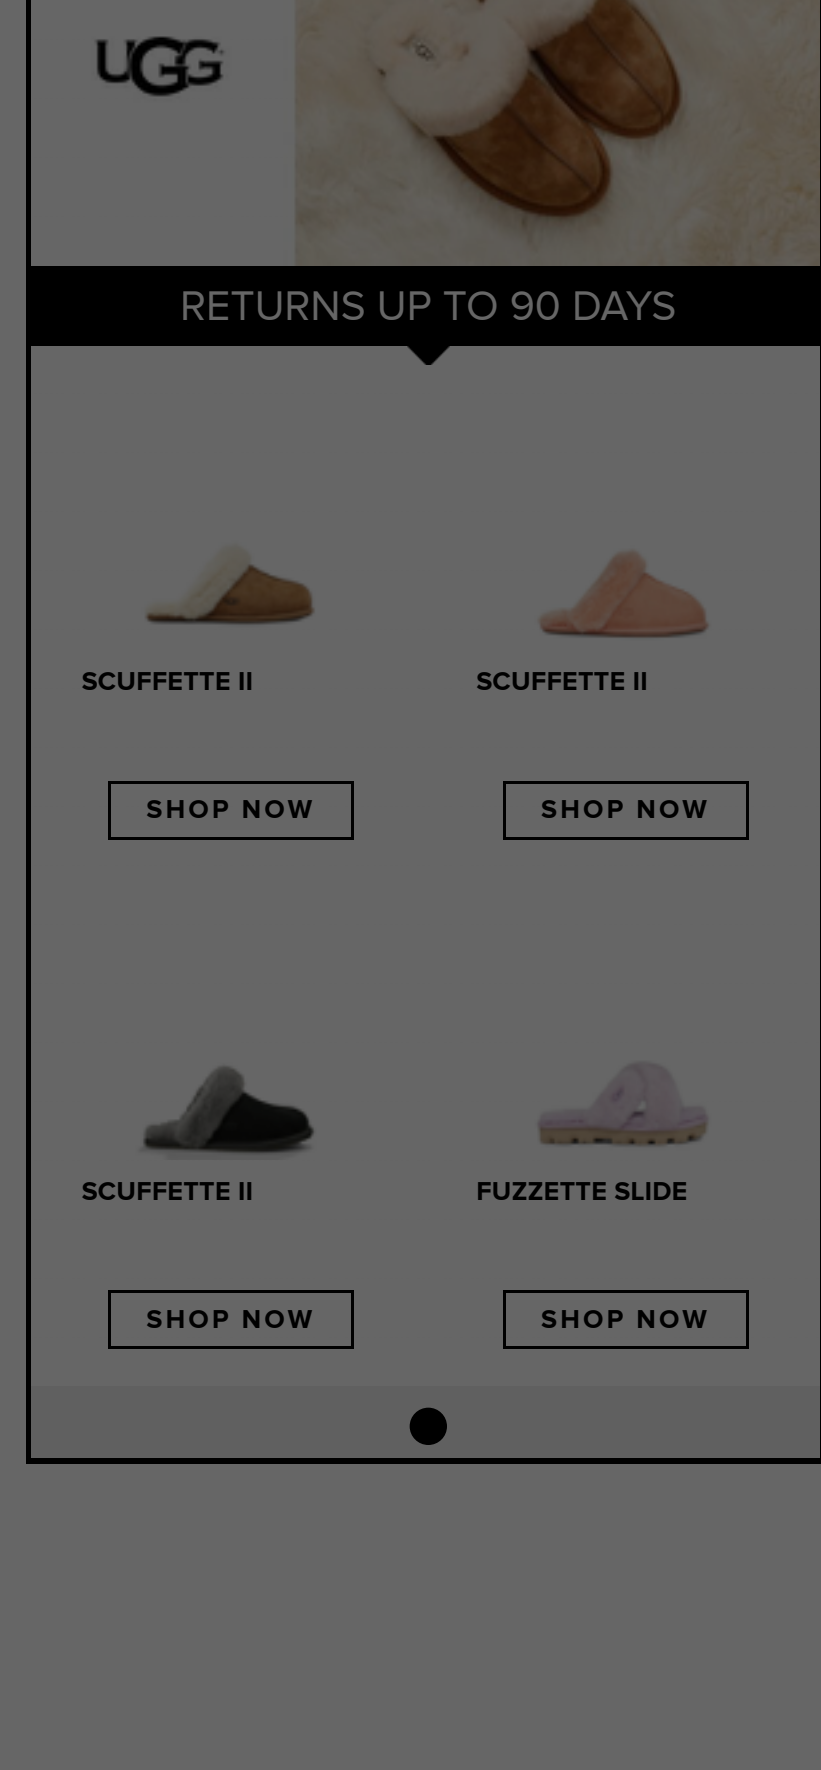 UGG
RETURNS UP TO 90 DAYS
SCUFFETTE II
SCUFFETTE II
SHOP NOW
SHOP NOW
SCUFFETTE II
FUZZETTE SLIDE
SHOP NOW
SHOP NOW